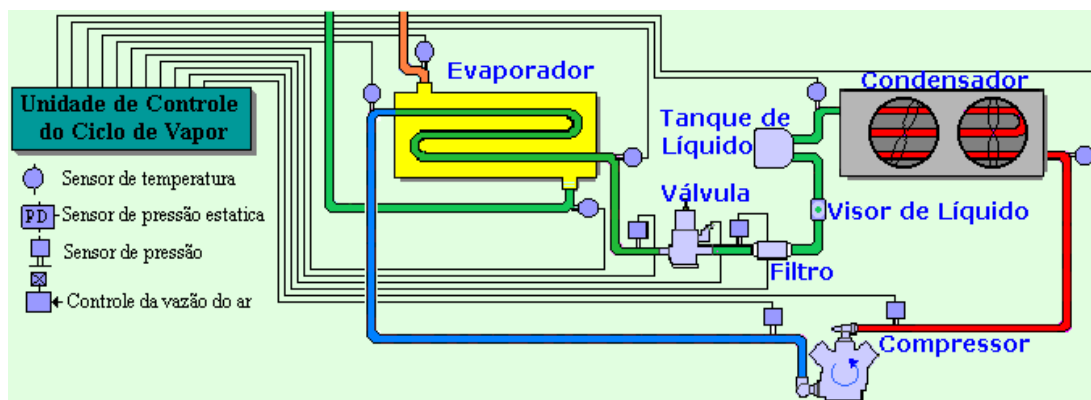 Evaporador
Condensador
Unidade de Controle
do Ciclo de Vapor
Tanque de
Líquido
Sensor de temperatura
Válvula
PD
Sensor de pressão estatica
Visor de Líquido
Sensor de pressão
Filtro
Controle da vazão do ar
Compressor